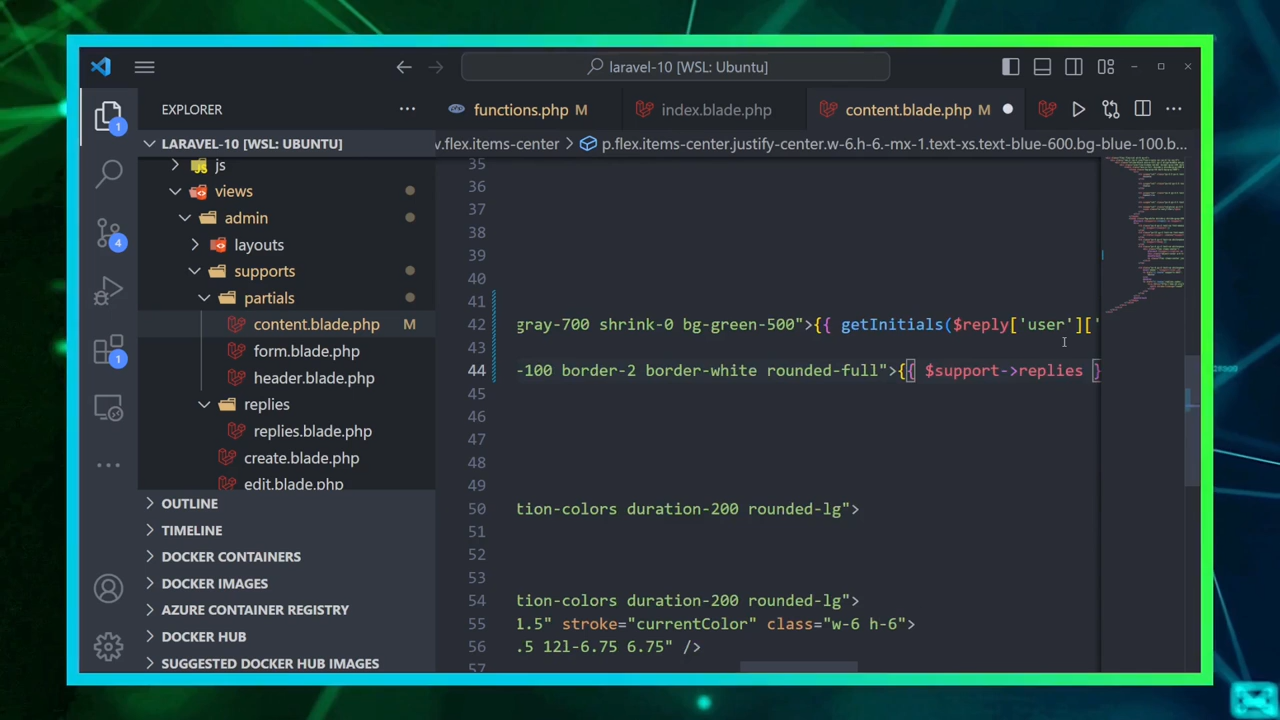 laravel-10 [WSL: Ubuntu]
EXPLORER
functions.php M
index.blade.php
content.blade.php M
LARAVEL-10 [WSL: UBUNTU]
v.flex.items-center > p.flex.items-center.justify-center.w-6.h-6.-mx-1.text-xs.text-blue-600.bg-blue-100.b...
1
js
views
admin
layouts
supports
partials
content.blade.php M
form.blade.php
header.blade.php
replies
replies.blade.php
create.blade.php
edit.blade.php
4
1
OUTLINE
TIMELINE
DOCKER CONTAINERS
DOCKER IMAGES
AZURE CONTAINER REGISTRY
DOCKER HUB
SUGGESTED DOCKER HUB IMAGES
35
36
37
38
39
40
41
42 gray-700 shrink-0 bg-green-500">{{ getInitials($reply['user']['
43
44 -100 border-2 border-white rounded-full">{{ $support->replies }
45
46
47
48
49
50 tion-colors duration-200 rounded-lg">
51
52
53
54 tion-colors duration-200 rounded-lg">
55 1.5" stroke="currentColor" class="w-6 h-6">
56 .5 12l-6.75 6.75" />
57